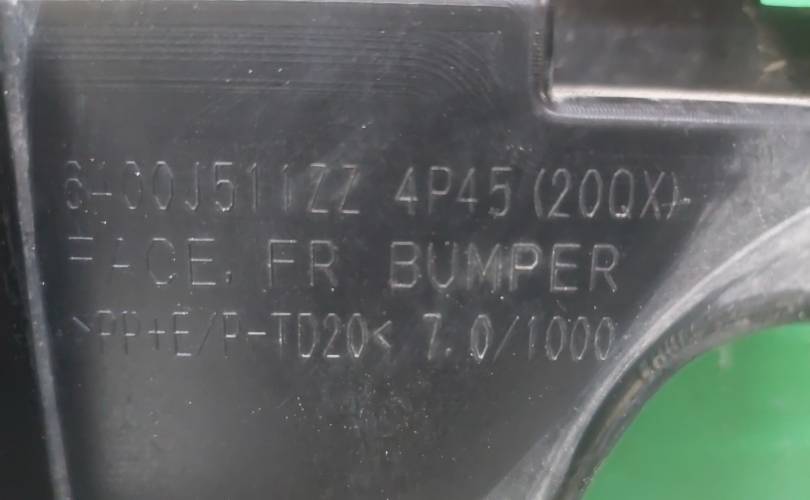 6400J511ZZ 4P45 (20QX)
FACE, FR BUMPER
>PP+E/P-TD20< 7.0/1000